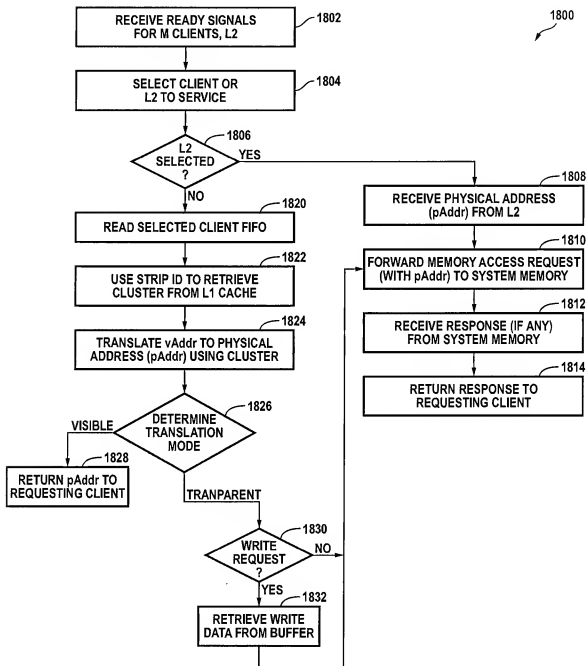 1800
RECEIVE READY SIGNALS
FOR M CLIENTS, L2
1802
SELECT CLIENT OR
L2 TO SERVICE
1804
L2
SELECTED
?
1806
YES
NO
RECEIVE PHYSICAL ADDRESS
(pAddr) FROM L2
1808
FORWARD MEMORY ACCESS REQUEST
(WITH pAddr) TO SYSTEM MEMORY
1810
RECEIVE RESPONSE (IF ANY)
FROM SYSTEM MEMORY
1812
RETURN RESPONSE TO
REQUESTING CLIENT
1814
READ SELECTED CLIENT FIFO
1820
USE STRIP ID TO RETRIEVE
CLUSTER FROM L1 CACHE
1822
TRANSLATE vAddr TO PHYSICAL
ADDRESS (pAddr) USING CLUSTER
1824
DETERMINE
TRANSLATION
MODE
1826
VISIBLE
RETURN pAddr TO
REQUESTING CLIENT
1828
TRANPARENT
WRITE
REQUEST
?
1830
NO
YES
RETRIEVE WRITE
DATA FROM BUFFER
1832